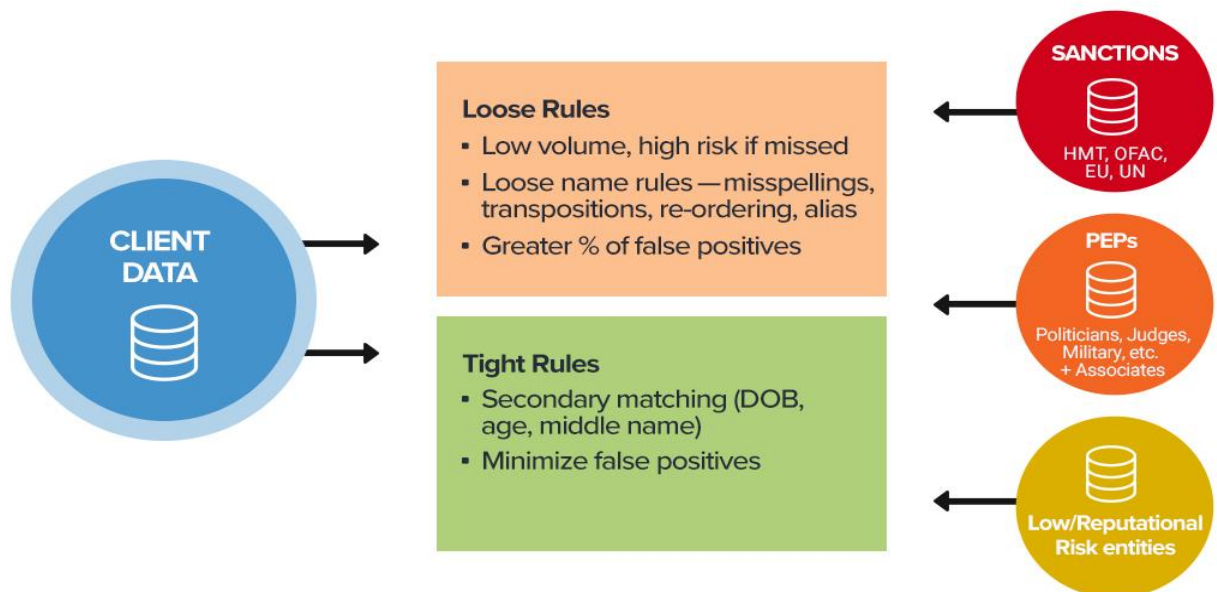 CLIENT
DATA
Loose Rules
▪ Low volume, high risk if missed
▪ Loose name rules — misspellings,
transpositions, re-ordering, alias
▪ Greater % of false positives
Tight Rules
▪ Secondary matching (DOB,
age, middle name)
▪ Minimize false positives
SANCTIONS
HMT, OFAC,
EU, UN
PEPs
Politicians, Judges,
Military, etc.
+ Associates
Low/Reputational
Risk entities